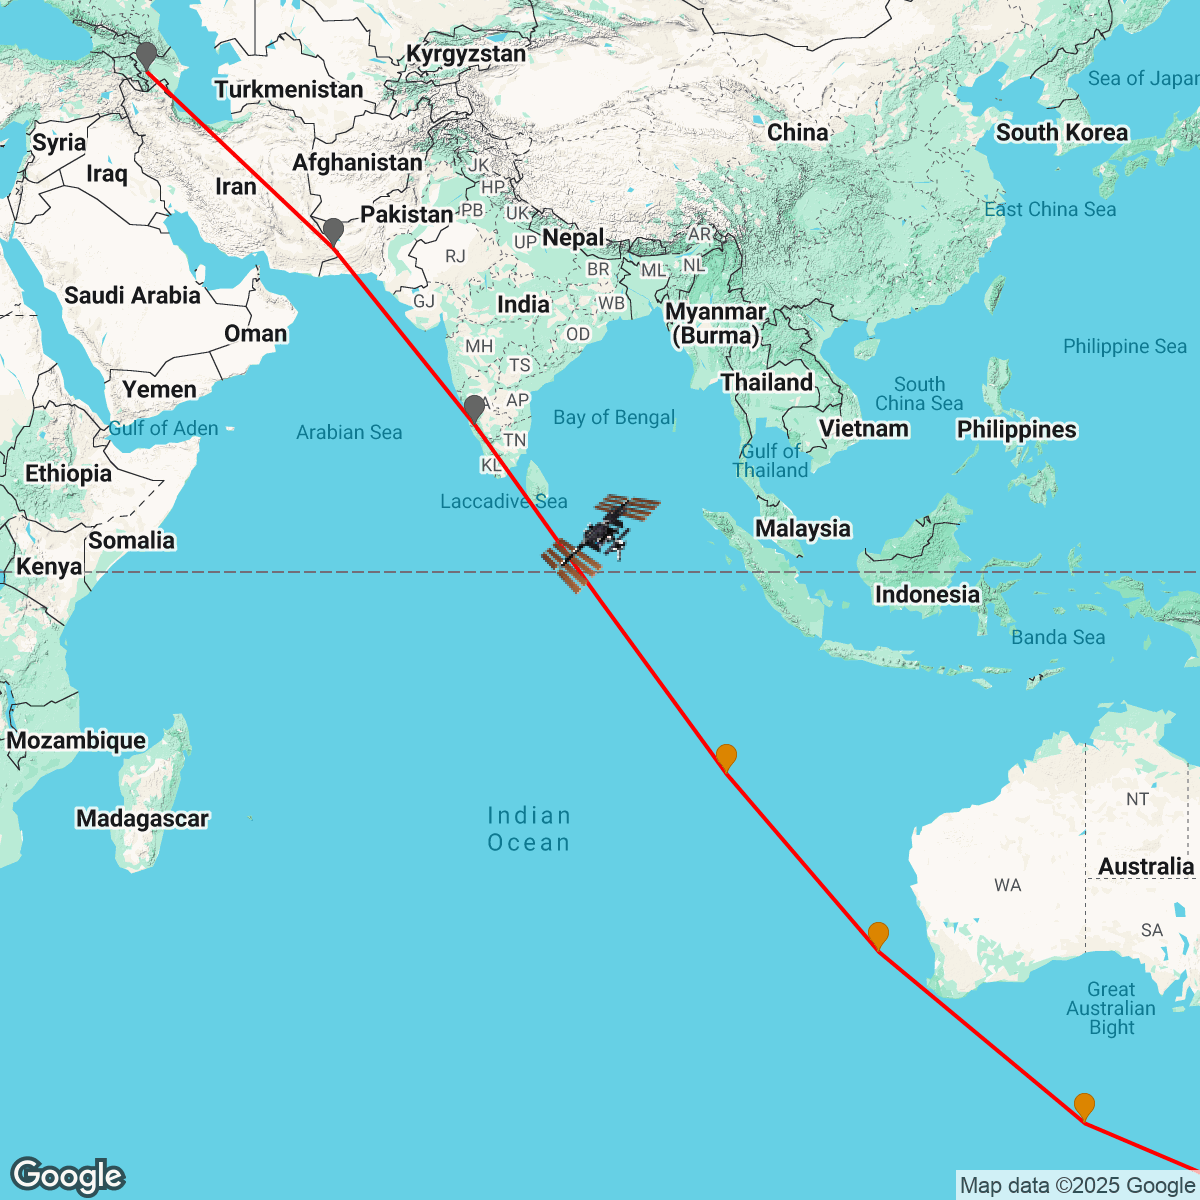 Kyrgyzstan
Turkmenistan
Sea of Japan
China
South Korea
Syria
Iraq
Afghanistan
JK
Iran
HP
Pakistan
PB
UK
East China Sea
UP
Nepal
AR
RJ
BR
ML
NL
Saudi Arabia
GJ
India
WB
Myanmar
(Burma)
Oman
OD
MH
Philippine Sea
TS
Thailand
South
China Sea
Yemen
AP
Gulf of Aden
Arabian Sea
Bay of Bengal
Vietnam
Philippines
TN
Gulf of
Thailand
KL
Ethiopia
Laccadive Sea
Malaysia
Somalia
Kenya
Indonesia
Banda Sea
Mozambique
Madagascar
Indian
Ocean
NT
Australia
WA
SA
Great
Australian
Bight
Google
Map data ©2025 Google